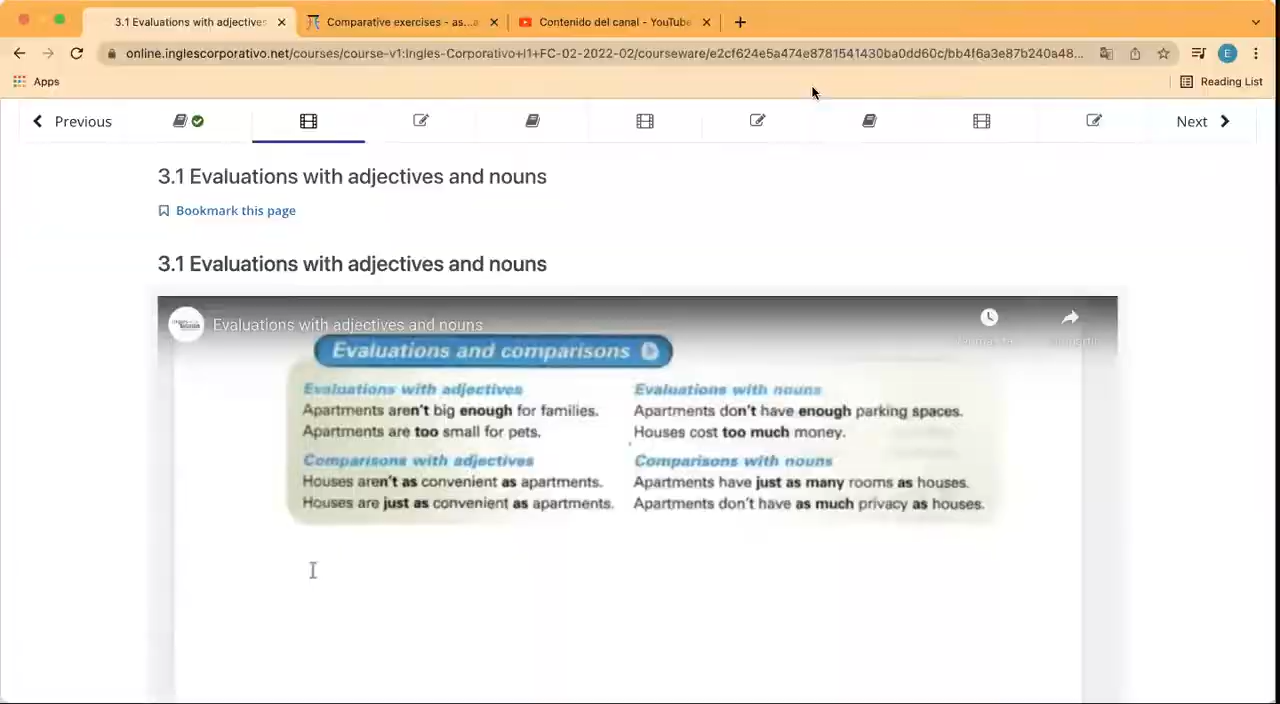 3.1 Evaluations with adjectives
Comparative exercises - as...a
Contenido del canal - YouTube
online.inglescorporativo.net/courses/course-v1:Ingles-Corporativo+I1+FC-02-2022-02/courseware/e2cf624e5a474e8781541430ba0dd60c/bb4f6a3e87b240a48...
E
Apps
Reading List
Previous
Next
3.1 Evaluations with adjectives and nouns
Bookmark this page
3.1 Evaluations with adjectives and nouns
Evaluations with adjectives and nouns
Evaluations and comparisons
Evaluations with adjectives
Apartments aren't big enough for families.
Apartments are too small for pets.
Comparisons with adjectives
Houses aren't as convenient as apartments.
Houses are just as convenient as apartments.
Evaluations with nouns
Apartments don't have enough parking spaces.
Houses cost too much money.
Comparisons with nouns
Apartments have just as many rooms as houses.
Apartments don't have as much privacy as houses.